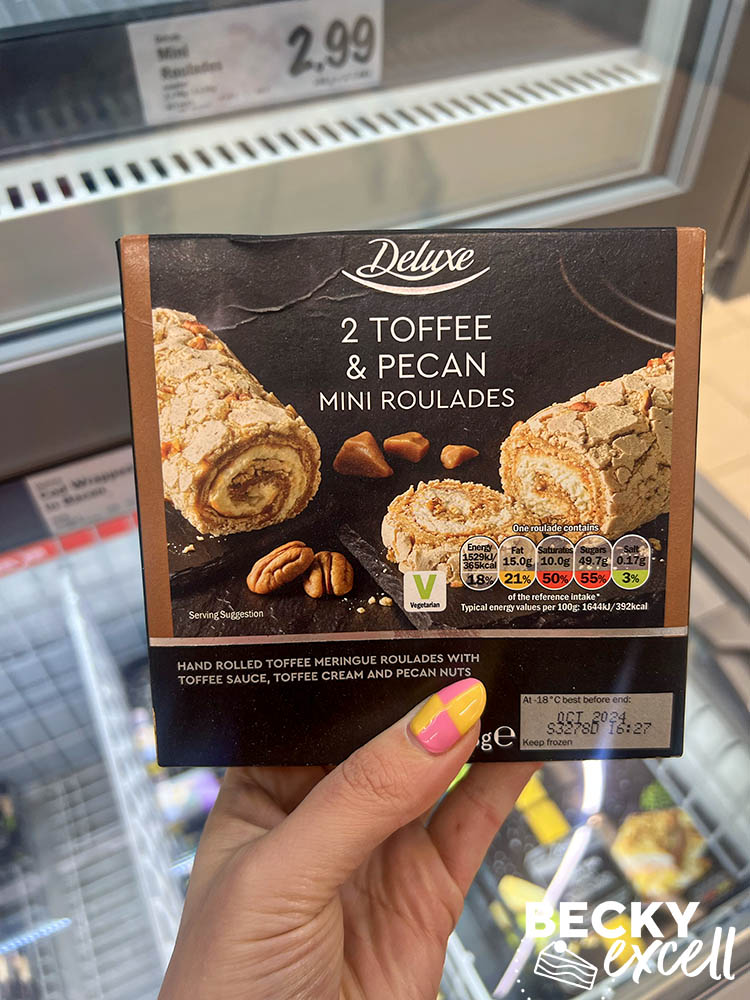 Mini
Roulades
2.99
Deluxe
2 TOFFEE
& PECAN
MINI ROULADES
One roulade contains
Energy 1529kJ/ 365kcal 18%
Fat 15.0g 21%
Saturates 10.0g 50%
Sugars 49.7g 55%
Salt 0.17g 3%
of the reference intake*
Typical energy values per 100g: 1644kJ/392kcal
V
Vegetarian
Serving Suggestion
HAND ROLLED TOFFEE MERINGUE ROULADES WITH
TOFFEE SAUCE, TOFFEE CREAM AND PECAN NUTS
g e
At -18°C best before end:
OCT 2024
S3278D 16:27
Keep frozen
BECKY
excell